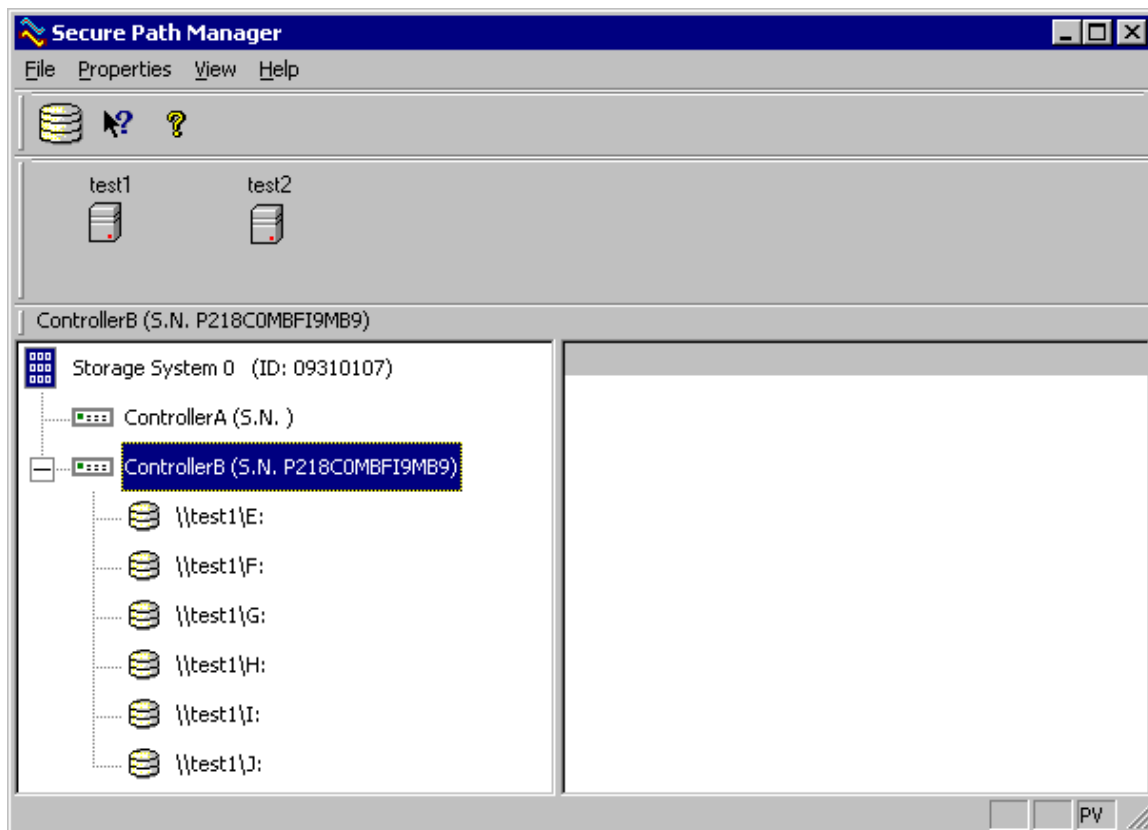 Secure Path Manager
File Properties View Help
test1 test2
ControllerB (S.N. P218C0MBFI9MB9)
Storage System 0 (ID: 09310107)
ControllerA (S.N. )
ControllerB (S.N. P218C0MBFI9MB9)
\\test1\E:
\\test1\F:
\\test1\G:
\\test1\H:
\\test1\I:
\\test1\J:
PV